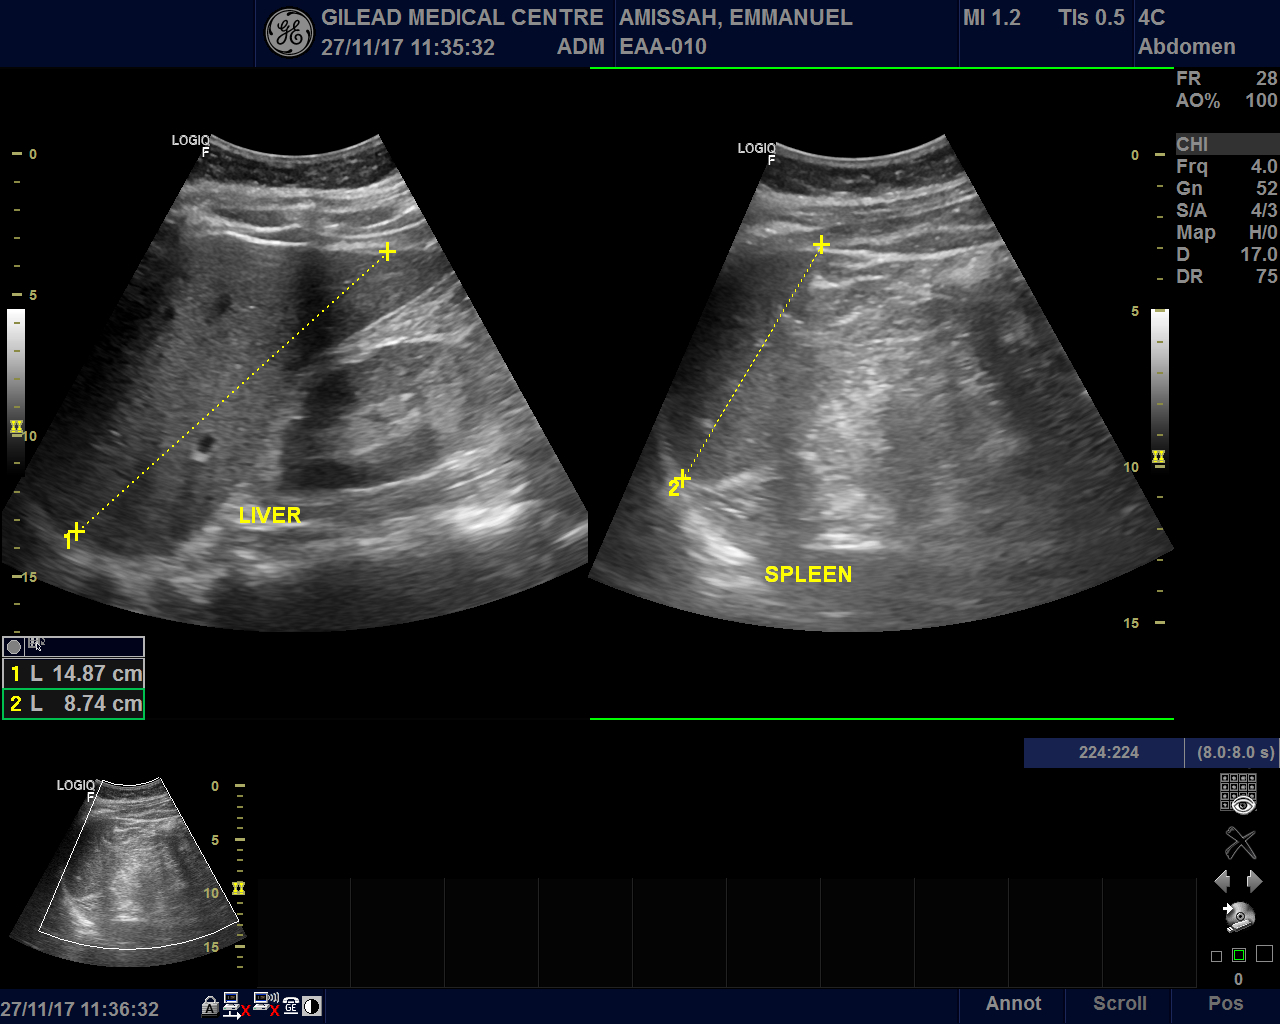 GILEAD MEDICAL CENTRE
27/11/17 11:35:32 ADM
AMISSAH, EMMANUEL
EAA-010
MI 1.2 TIs 0.5
4C
Abdomen
FR 28
AO% 100
CHI
Frq 4.0
Gn 52
S/A 4/3
Map H/0
D 17.0
DR 75
LOGIQ
F
0
5
10
15
1
LIVER
LOGIQ
F
0
5
10
15
2
SPLEEN
1 L 14.87 cm
2 L 8.74 cm
224:224 (8.0:8.0 s)
LOGIQ
F
0
5
10
15
0
27/11/17 11:36:32
A
GE
Annot Scroll Pos